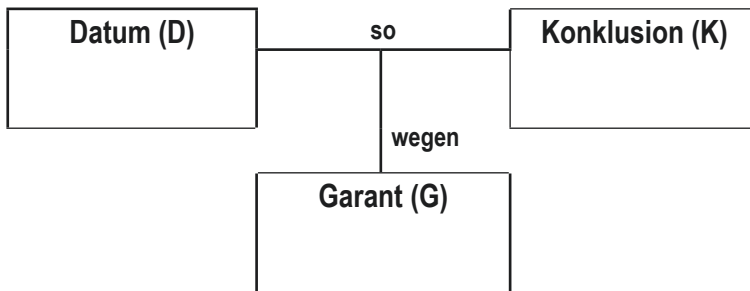 Datum (D)
so
Konklusion (K)
wegen
Garant (G)